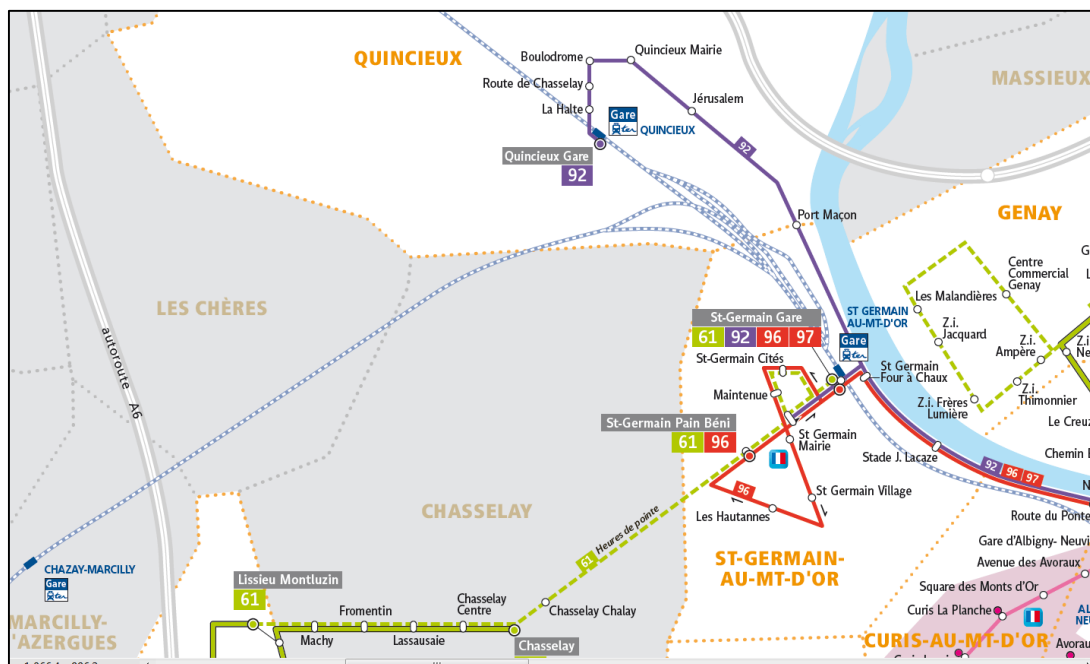 QUINCIEUX
Boulodrome
Quincieux Mairie
Route de Chasselay
La Halte
Jérusalem
MASSIEUX
Gare
ter
QUINCIEUX
Quincieux Gare
92
92
Port Maçon
GENAY
Centre
Commercial
Genay
Les Malandières
Z.i.
Jacquard
Z.i.
Ampère
Z.i.
Thimonnier
Z.i. Frères
Lumière
Le Creuz
Chemin
LES CHÈRES
autoroute A6
St-Germain Gare
61 92 96 97
ST GERMAIN
AU-MT-D'OR
Gare
ter
St-Germain Cités
St Germain
Four à Chaux
Maintenue
St-Germain Pain Béni
61 96
St Germain
Mairie
Stade J. Lacaze
92 96 97
96
St Germain Village
Les Hautannes
Route du Ponte
CHASSELAY
61 Heures de pointe
ST-GERMAIN-
AU-MT-D'OR
Gare d'Albigny- Neuvi
Avenue des Avoraux
Square des Monts d'Or
Curis La Planche
CURIS-AU-MT-D'OR
CHAZAY-MARCILLY
Gare
ter
MARCILLY-
'AZERGUES
Lissieu Montluzin
61
Machy
Fromentin
Lassausaie
Chasselay
Centre
Chasselay Chalay
Chasselay